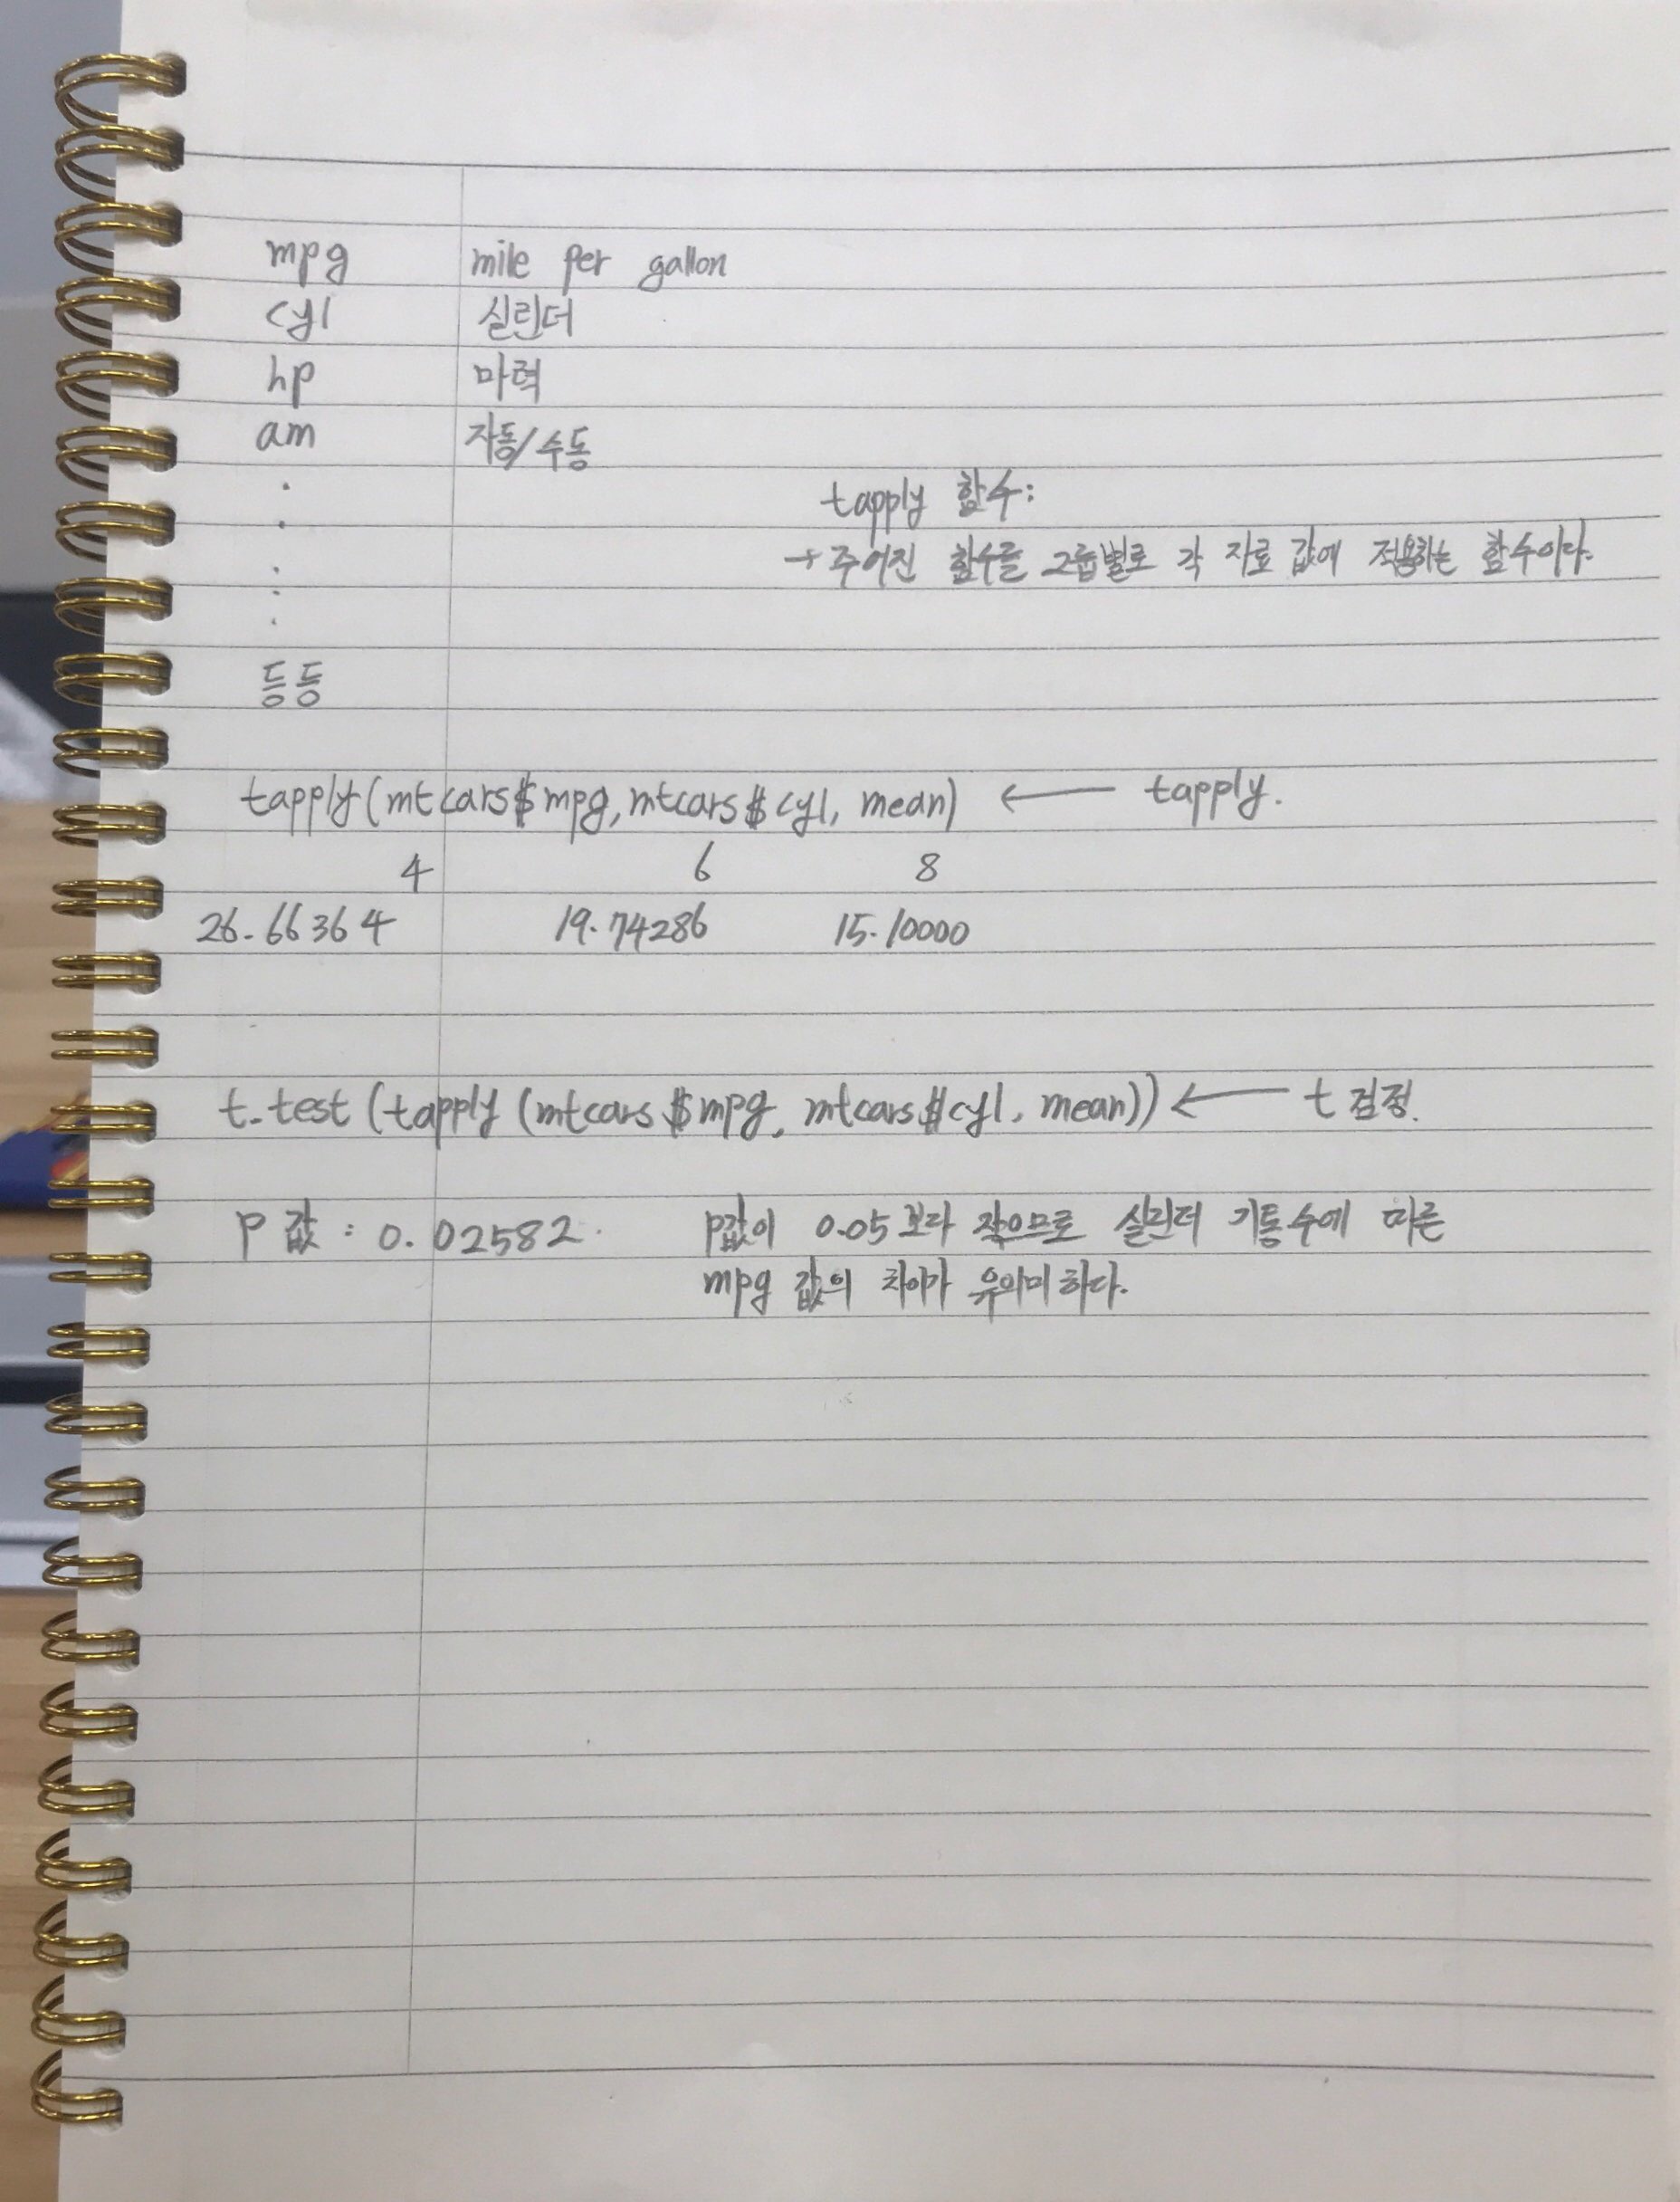 mpg mile per gallon
cyl 실린더
hp 마력
am 자동/수동
tapply 함수:
→ 주어진 함수를 그룹별로 각 자료 값에 적용하는 함수이다.
등등
tapply(mtcars$mpg,mtcars$cyl, mean) ← tapply.
4 6 8
26.66364 19.74286 15.10000
t.test(tapply(mtcars$mpg, mtcars$cyl, mean)) ← t 검정.
P 값 : 0.02582. P값이 0.05 보다 작으므로 실린더 기통수에 따른
mpg 값의 차이가 유의미하다.